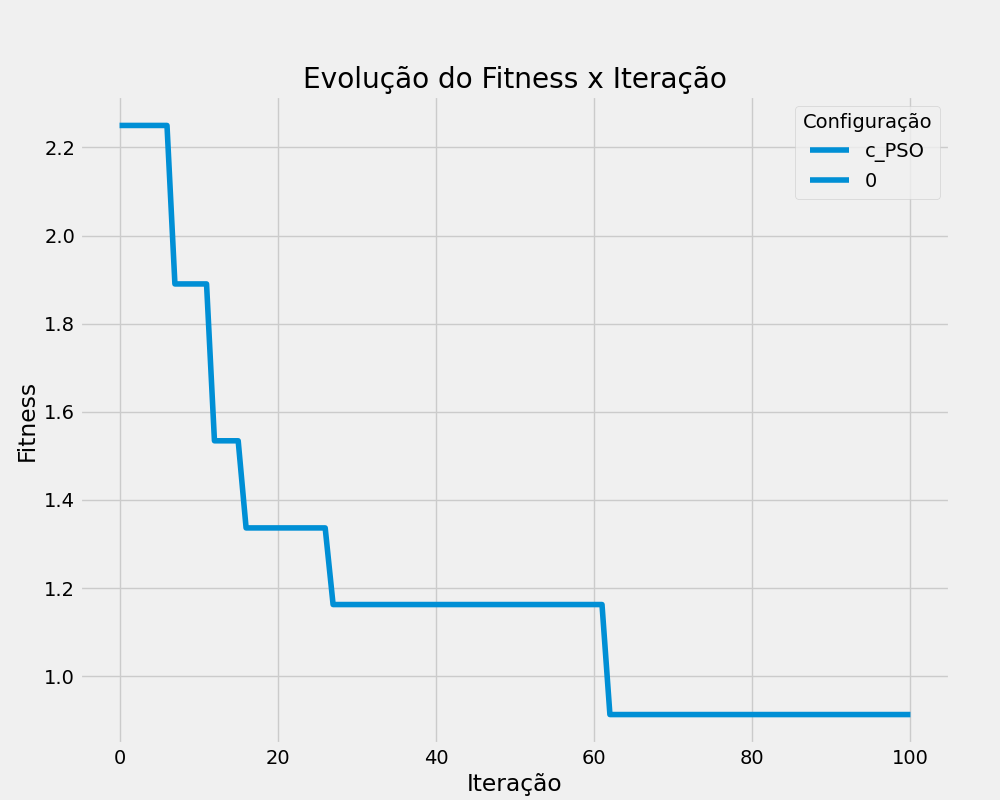 Evolução do Fitness x Iteração
Configuração
c_PSO
0
Fitness
2.2
2.0
1.8
1.6
1.4
1.2
1.0
0 20 40 60 80 100
Iteração